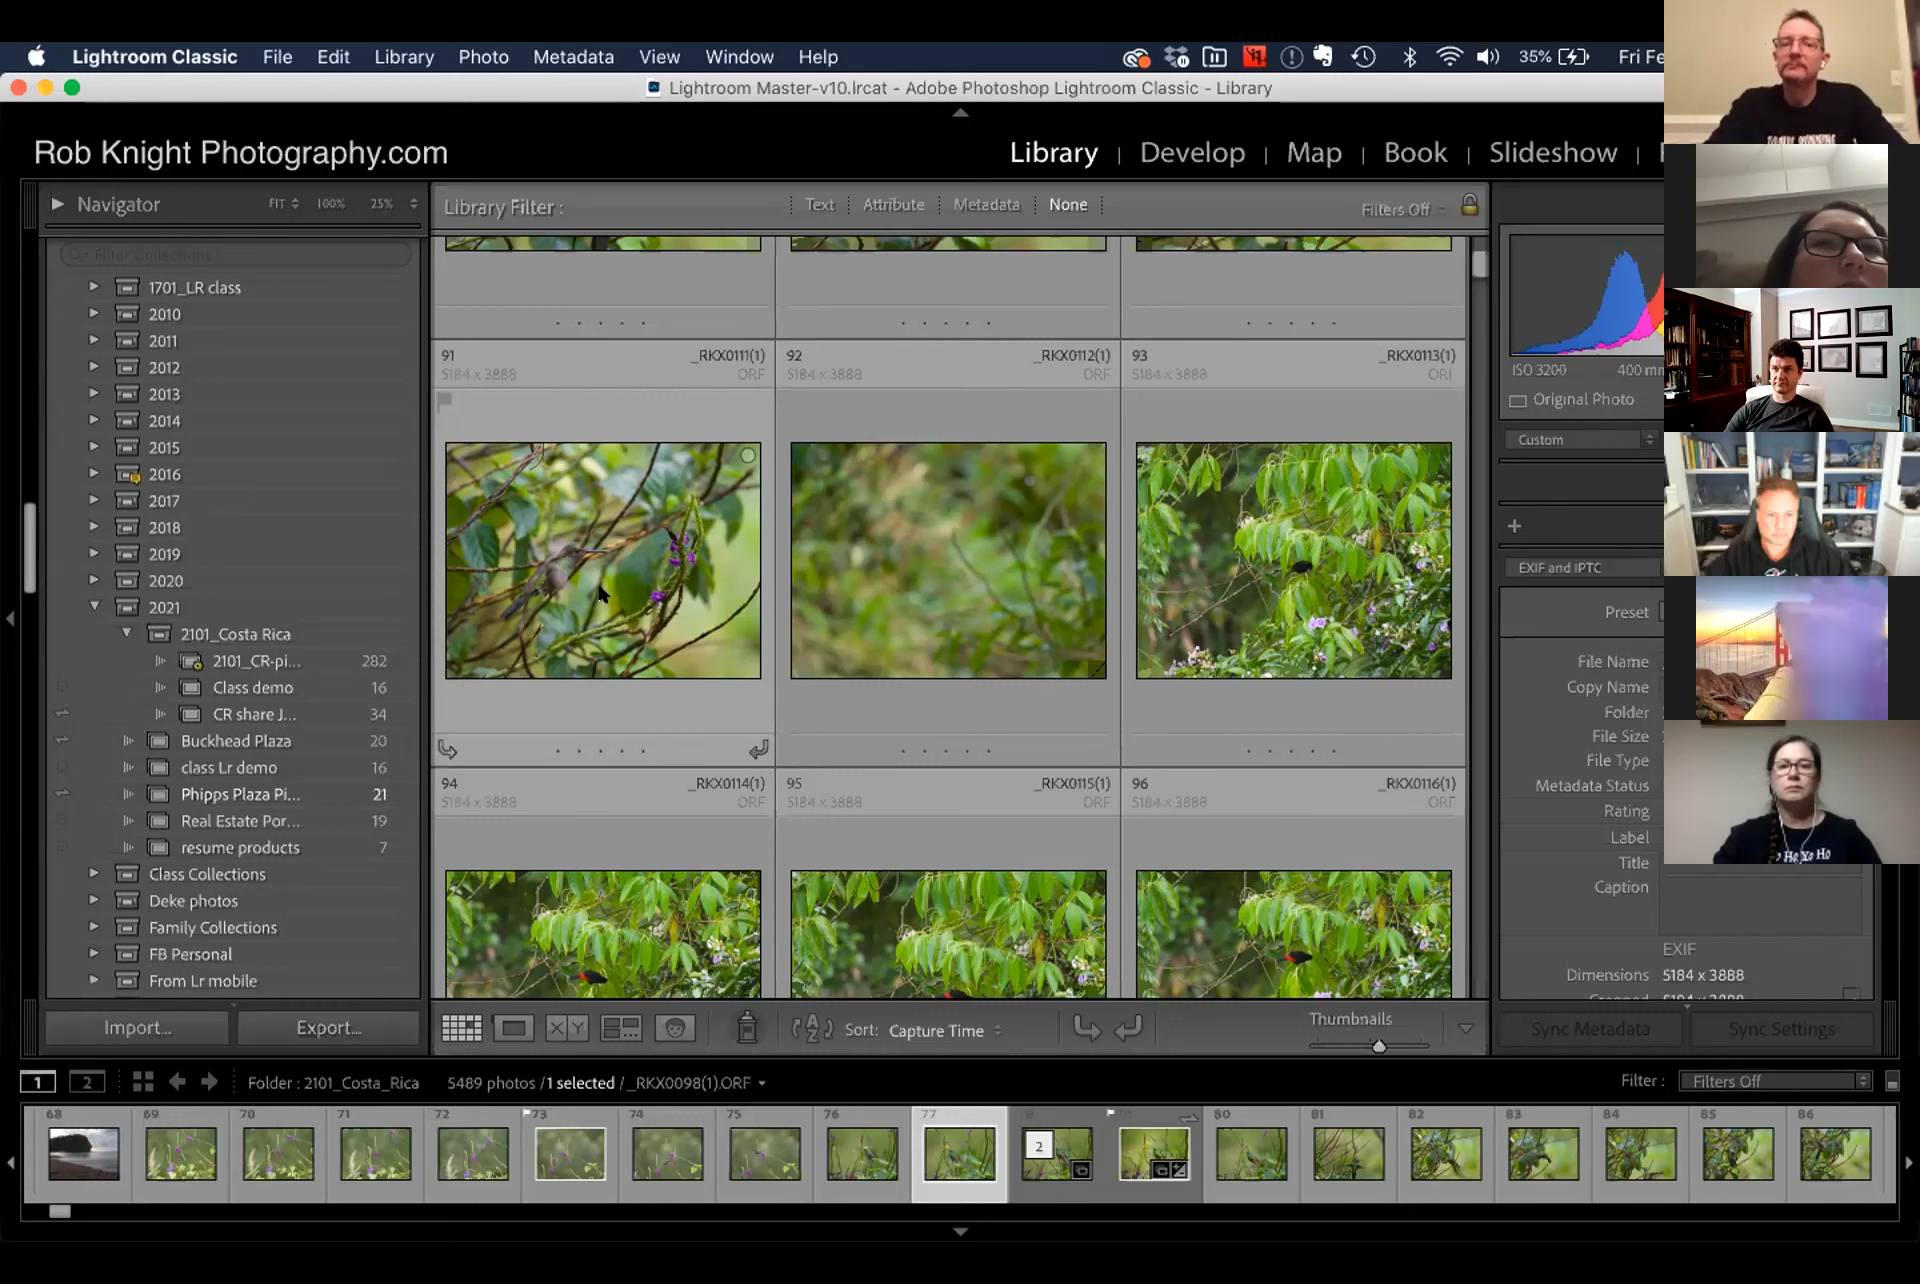 Lightroom Classic File Edit Library Photo Metadata View Window Help 35% Fri Fe
Lightroom Master-v10.lrcat - Adobe Photoshop Lightroom Classic - Library
Rob Knight Photography.com Library | Develop | Map | Book | Slideshow |
Navigator FIT 100% 25%
Library Filter : Text Attribute Metadata None Filters Off
Filter Collections
1701_LR class
2010
2011
2012
2013
2014
2015
2016
2017
2018
2019
2020
2021
2101_Costa Rica
2101_CR-pi... 282
Class demo 16
CR share J... 34
Buckhead Plaza 20
class Lr demo 16
Phipps Plaza Pi... 21
Real Estate Por... 19
resume products 7
Class Collections
Deke photos
Family Collections
FB Personal
From Lr mobile
Import... Export...
91 _RKX0111(1) 92 _RKX0112(1) 93 _RKX0113(1)
5184 x 3888 ORF 5184 x 3888 ORF 5184 x 3888
94 _RKX0114(1) 95 _RKX0115(1) 96 _RKX0116(1)
5184 x 3888 ORF 5184 x 3888 ORF 5184 x 3888 ORF
Sort: Capture Time Thumbnails
ISO 3200 400 mm
Original Photo
Custom
EXIF and IPTC
Preset
File Name
Copy Name
Folder
File Size
File Type
Metadata Status
Rating
Label
Title
Caption
EXIF
Dimensions 5184 x 3888
Sync Metadata Sync Settings
1 2 Folder : 2101_Costa_Rica 5489 photos / 1 selected / _RKX0098(1).ORF Filter : Filters Off
68 69 70 71 72 73 74 75 76 77 80 81 82 83 84 85 86
2
Ho Yo Ho